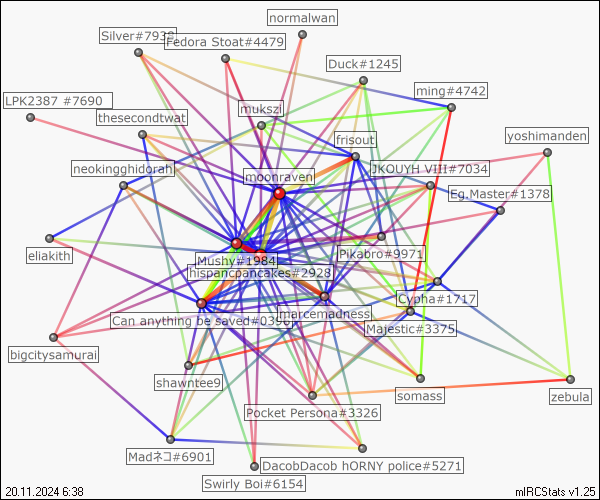 normalwan
Silver#7938
Fedora Stoat#4479
Duck#1245
ming#4742
LPK2387 #7690
mukszi
thesecondtwat
frisout
yoshimanden
neokingghidorah
moonraven
JKOUYH VIII#7034
Eg.Master#1378
eliakith
Mushy#1984
Pikabro#9971
hispancpancakes#2928
Cypha#1717
Can anything be saved#0396
marcemadness
Majestic#3375
bigcitysamurai
shawntee9
somass
zebula
Pocket Persona#3326
Madネコ#6901
DacobDacob hORNY police#5271
Swirly Boi#6154
20.11.2024 6:38
mIRCStats v1.25